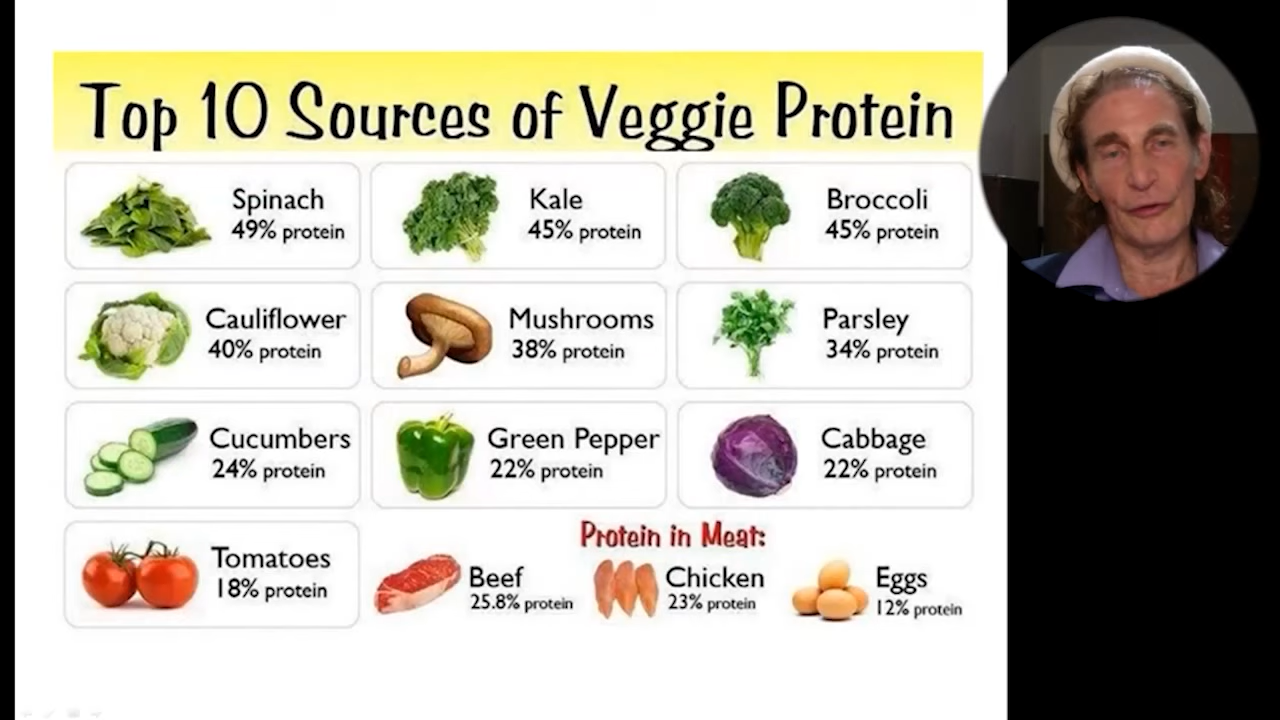 Top 10 Sources of Veggie Protein
Spinach
49% protein
Kale
45% protein
Broccoli
45% protein
Cauliflower
40% protein
Mushrooms
38% protein
Parsley
34% protein
Cucumbers
24% protein
Green Pepper
22% protein
Cabbage
22% protein
Tomatoes
18% protein
Protein in Meat:
Beef
25.8% protein
Chicken
23% protein
Eggs
12% protein